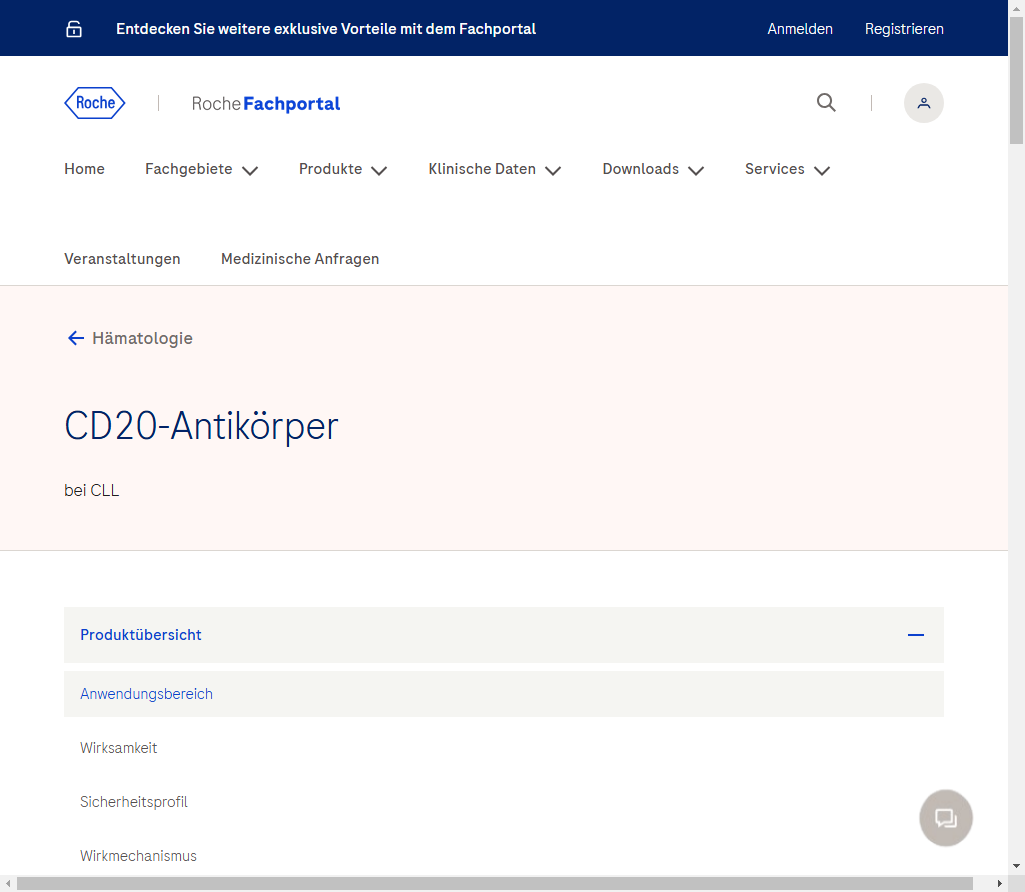 Entdecken Sie weitere exklusive Vorteile mit dem Fachportal
Anmelden
Registrieren
Roche
RocheFachportal
Home
Fachgebiete
Produkte
Klinische Daten
Downloads
Services
Veranstaltungen
Medizinische Anfragen
Hämatologie
CD20-Antikörper
bei CLL
Produktübersicht
Anwendungsbereich
Wirksamkeit
Sicherheitsprofil
Wirkmechanismus